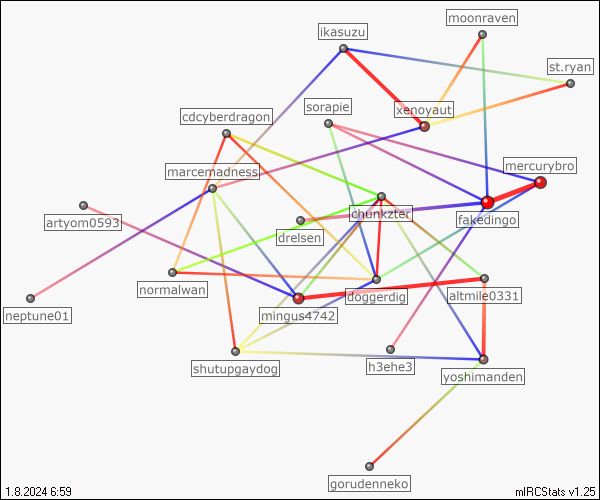 moonraven
ikasuzu
st.ryan
sorapie
xenoyaut
cdcyberdragon
mercurybro
marcemadness
chunkzter
artyom0593
fakedingo
drelsen
normalwan
doggerdig
altmile0331
neptune01
mingus4742
shutupgaydog
h3ehe3
yoshimanden
gorudenneko
1.8.2024 6:59
mIRCStats v1.25